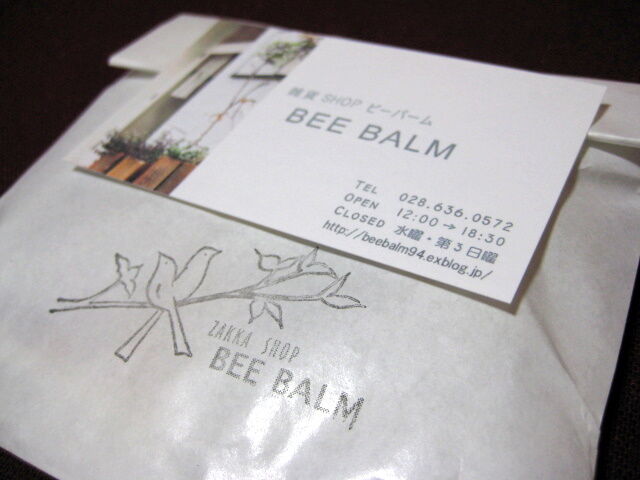 雑貨 SHOP ビーバーム
BEE BALM
TEL 028.636.0572
OPEN 12:00→18:30
CLOSED 水曜・第3日曜
http://beebalm94.exblog.jp/
ZAKKA SHOP
BEE BALM